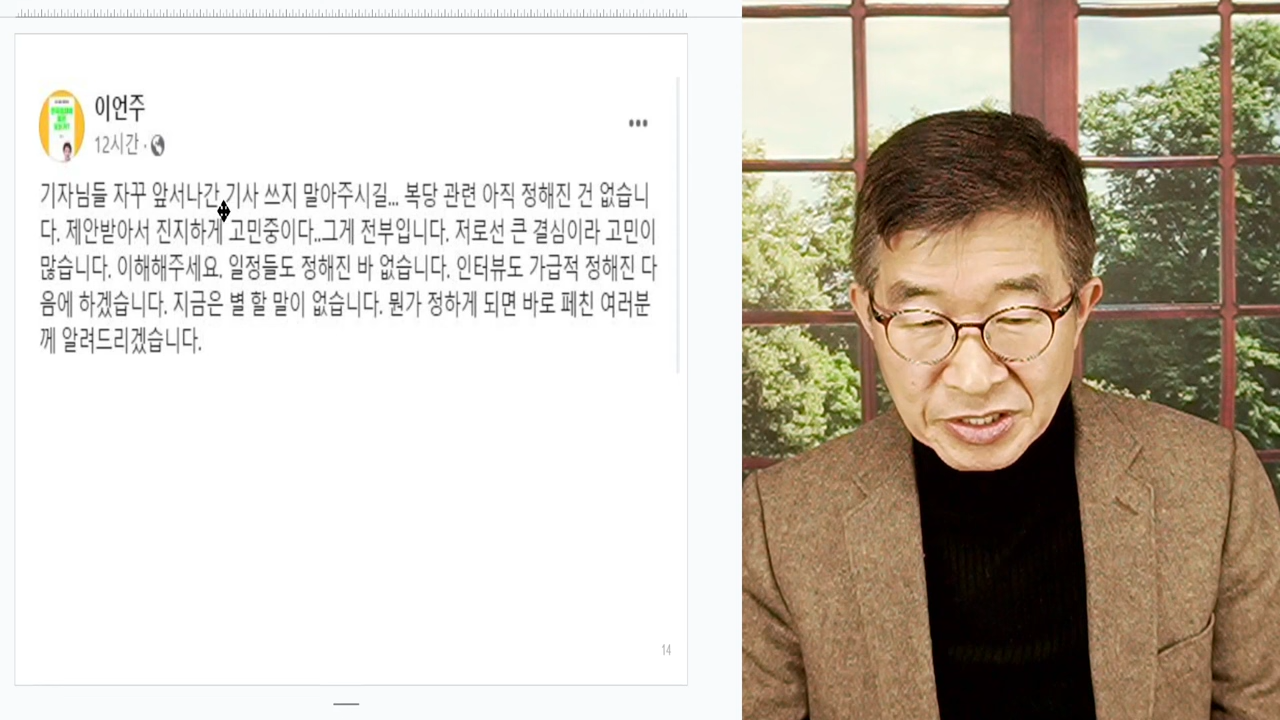 이언주
12시간
기자님들 자꾸 앞서나간 기사 쓰지 말아주시길... 복당 관련 아직 정해진 건 없습니
다. 제안받아서 진지하게 고민중이다..그게 전부입니다. 저로선 큰 결심이라 고민이
많습니다. 이해해주세요. 일정들도 정해진 바 없습니다. 인터뷰도 가급적 정해진 다
음에 하겠습니다. 지금은 별 할 말이 없습니다. 뭔가 정하게 되면 바로 페친 여러분
께 알려드리겠습니다.
14